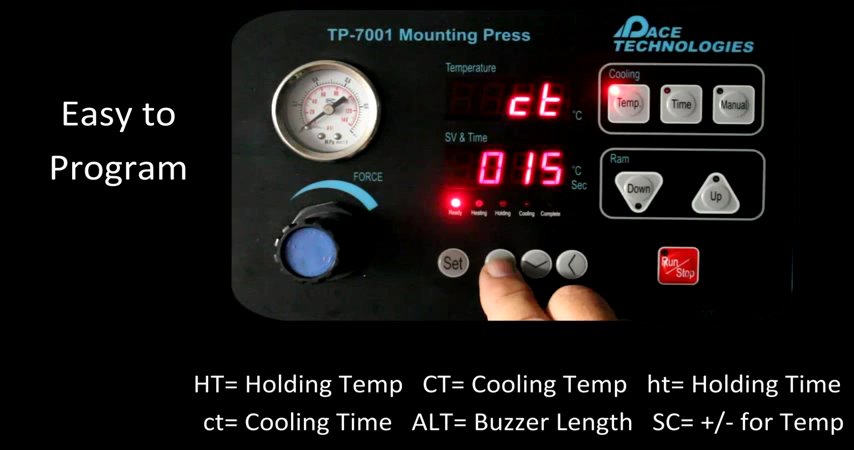 Easy to
Program
TP-7001 Mounting Press
PACE
TECHNOLOGIES
Temperature
ct °C
SV & Time
015 °C
Sec
Ready Heating Holding Cooling Complete
FORCE
Cooling
Temp. Time Manual
Ram
Down Up
Set
Run
Stop
HT= Holding Temp CT= Cooling Temp ht= Holding Time
ct= Cooling Time ALT= Buzzer Length SC= +/- for Temp